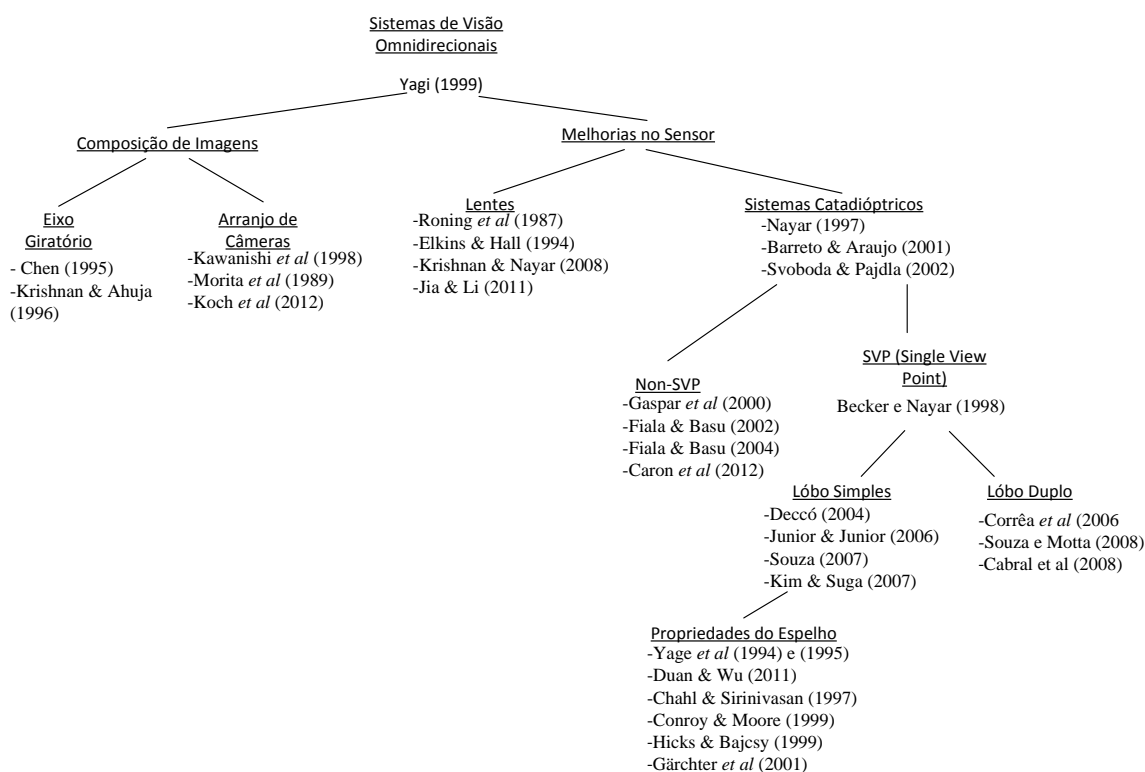 Sistemas de Visão
Omnidirecionais
Yagi (1999)
Composição de Imagens
Melhorias no Sensor
Eixo
Giratório
- Chen (1995)
-Krishnan & Ahuja
(1996)
Arranjo de
Câmeras
-Kawanishi et al (1998)
-Morita et al (1989)
-Koch et al (2012)
Lentes
-Roning et al (1987)
-Elkins & Hall (1994)
-Krishnan & Nayar (2008)
-Jia & Li (2011)
Sistemas Catadióptricos
-Nayar (1997)
-Barreto & Araujo (2001)
-Svoboda & Pajdla (2002)
Non-SVP
-Gaspar et al (2000)
-Fiala & Basu (2002)
-Fiala & Basu (2004)
-Caron et al (2012)
SVP (Single View
Point)
Becker e Nayar (1998)
Lóbo Simples
-Deccó (2004)
-Junior & Junior (2006)
-Souza (2007)
-Kim & Suga (2007)
Lóbo Duplo
-Corrêa et al (2006
-Souza e Motta (2008)
-Cabral et al (2008)
Propriedades do Espelho
-Yage et al (1994) e (1995)
-Duan & Wu (2011)
-Chahl & Sirinivasan (1997)
-Conroy & Moore (1999)
-Hicks & Bajcsy (1999)
-Gärchter et al (2001)